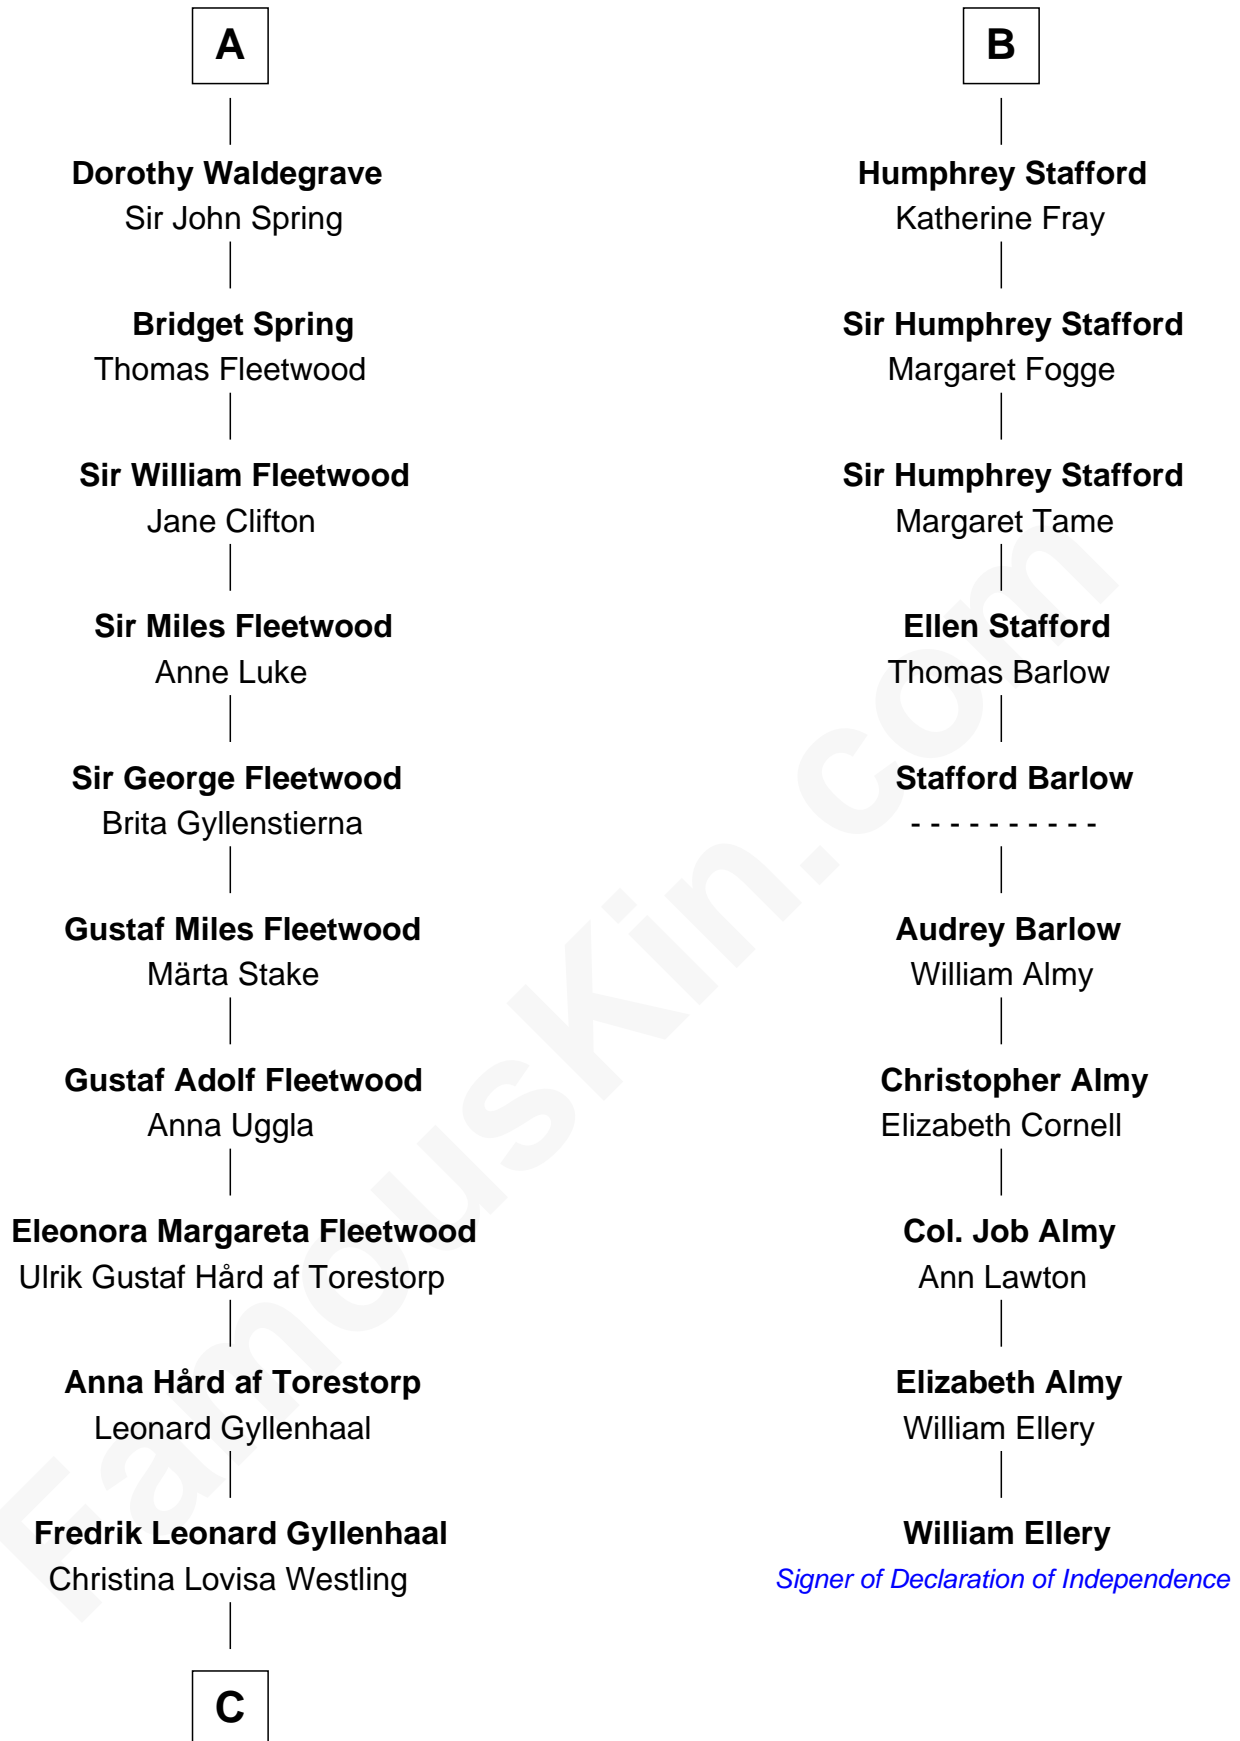 A
Dorothy Waldegrave
Sir John Spring
Bridget Spring
Thomas Fleetwood
Sir William Fleetwood
Jane Clifton
Sir Miles Fleetwood
Anne Luke
Sir George Fleetwood
Brita Gyllenstierna
Gustaf Miles Fleetwood
Märta Stake
Gustaf Adolf Fleetwood
Anna Uggla
Eleonora Margareta Fleetwood
Ulrik Gustaf Hård af Torestorp
Anna Hård af Torestorp
Leonard Gyllenhaal
Fredrik Leonard Gyllenhaal
Christina Lovisa Westling
C
B
Humphrey Stafford
Katherine Fray
Sir Humphrey Stafford
Margaret Fogge
Sir Humphrey Stafford
Margaret Tame
Ellen Stafford
Thomas Barlow
Stafford Barlow
- - - - - - - - - -
Audrey Barlow
William Almy
Christopher Almy
Elizabeth Cornell
Col. Job Almy
Ann Lawton
Elizabeth Almy
William Ellery
William Ellery
Signer of Declaration of Independence
FamousKin.com